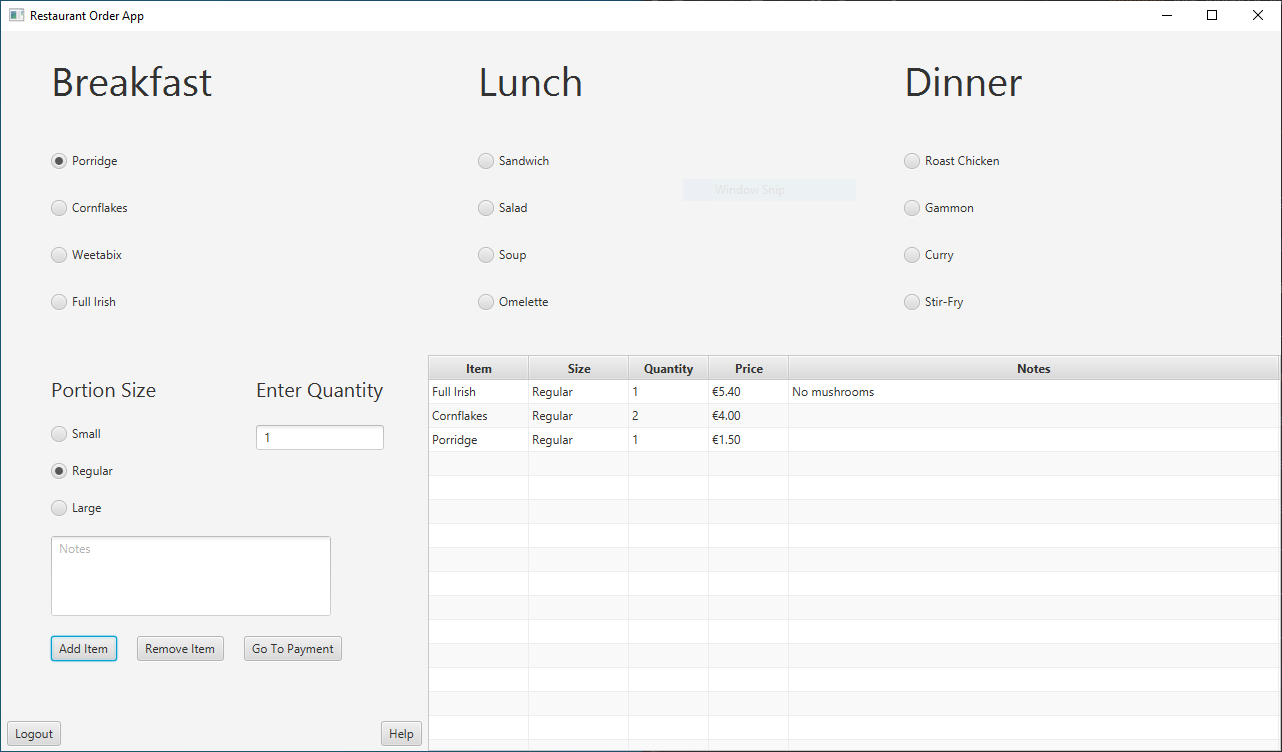 Restaurant Order App
Breakfast
Lunch
Dinner
Porridge
Sandwich
Roast Chicken
Window Snip
Cornflakes
Salad
Gammon
Weetabix
Soup
Curry
Full Irish
Omelette
Stir-Fry
Portion Size
Enter Quantity
Small
1
Regular
Large
Notes
Add Item Remove Item Go To Payment
Logout Help
Item Size Quantity Price Notes
Full Irish Regular 1 €5.40 No mushrooms
Cornflakes Regular 2 €4.00
Porridge Regular 1 €1.50